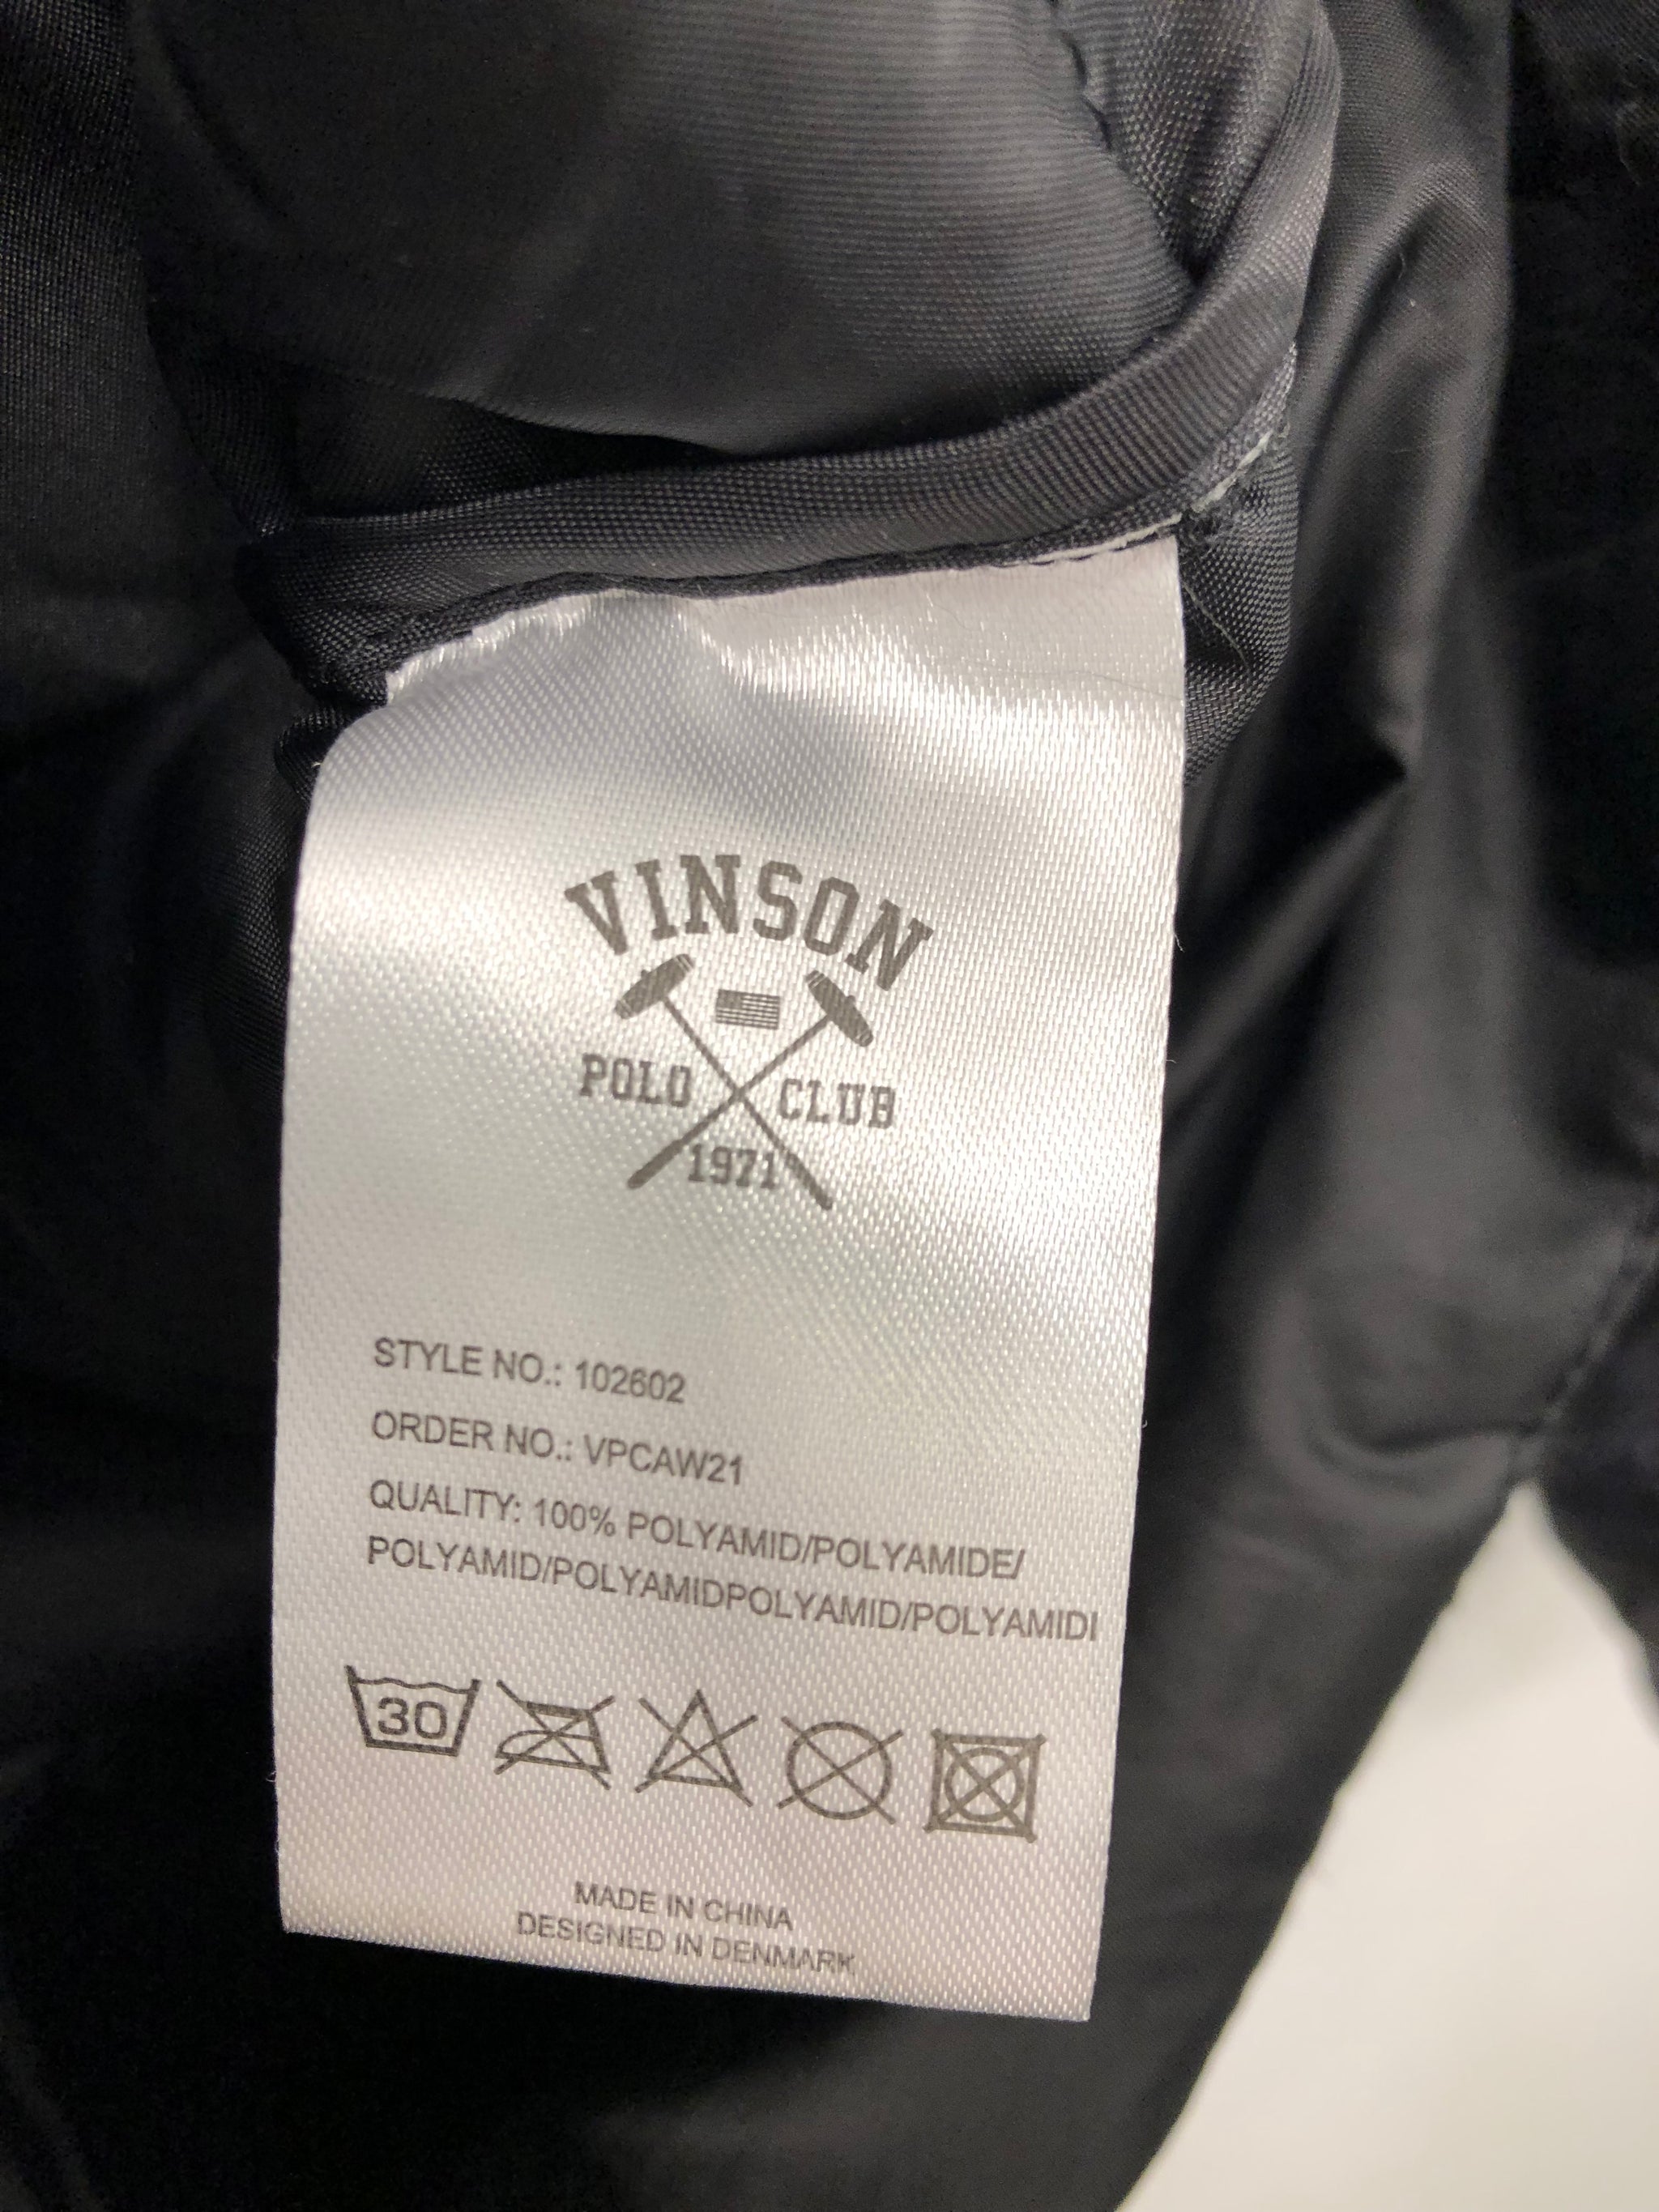 VINSON
POLO CLUB
1971
STYLE NO.: 102602
ORDER NO.: VPCAW21
QUALITY: 100% POLYAMID/POLYAMIDE/
POLYAMID/POLYAMIDPOLYAMID/POLYAMIDI
30
MADE IN CHINA
DESIGNED IN DENMARK